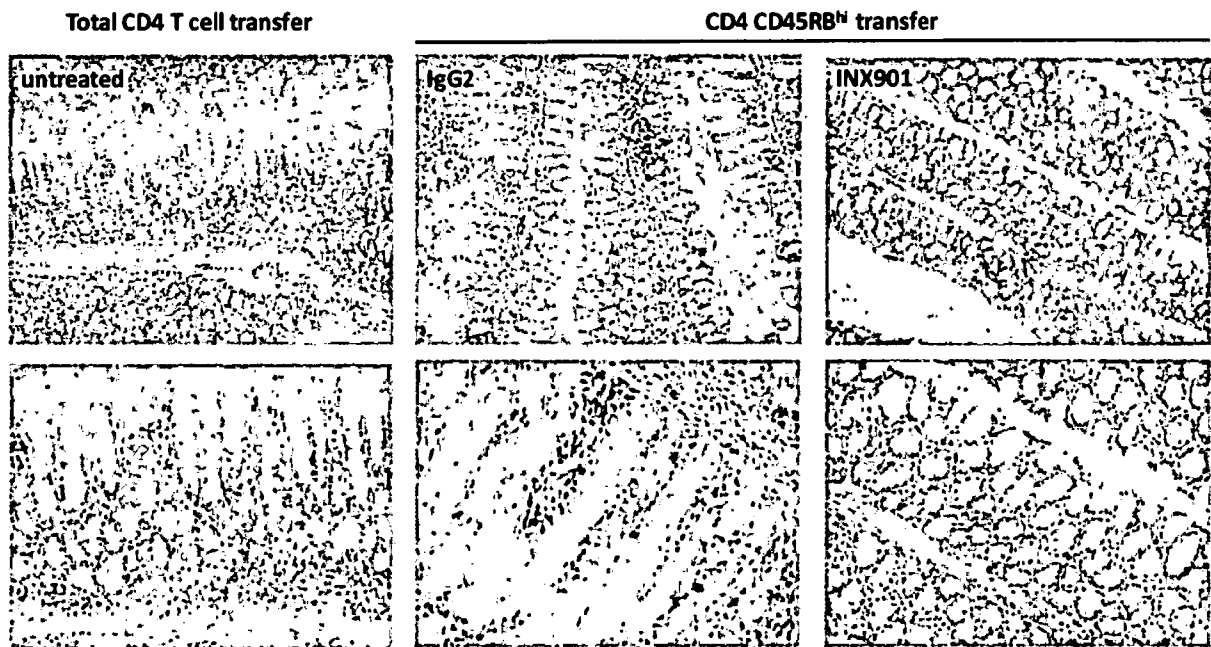 Total CD4 T cell transfer
CD4 CD45RBhi transfer
untreated
IgG2
INX901